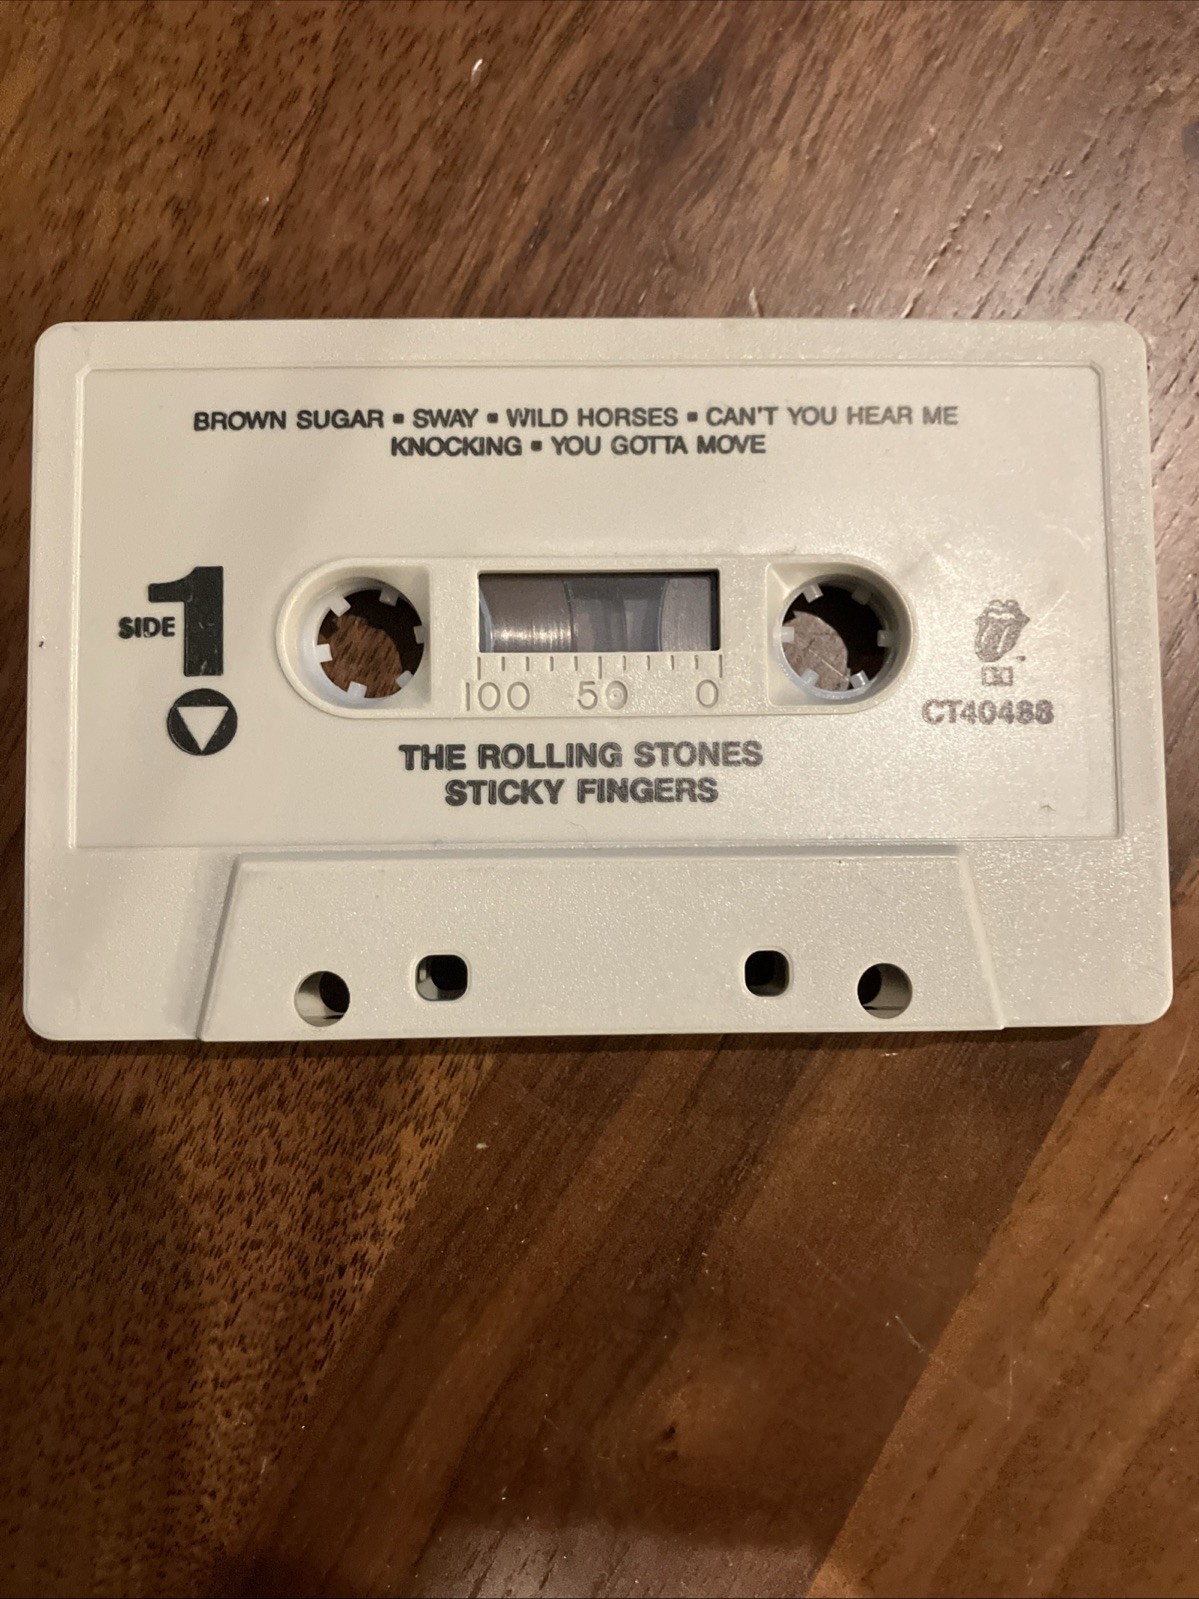 BROWN SUGAR ▪ SWAY ▪ WILD HORSES ▪ CAN'T YOU HEAR ME
KNOCKING ▪ YOU GOTTA MOVE
SIDE 1
100 50 0
CT40488
THE ROLLING STONES
STICKY FINGERS